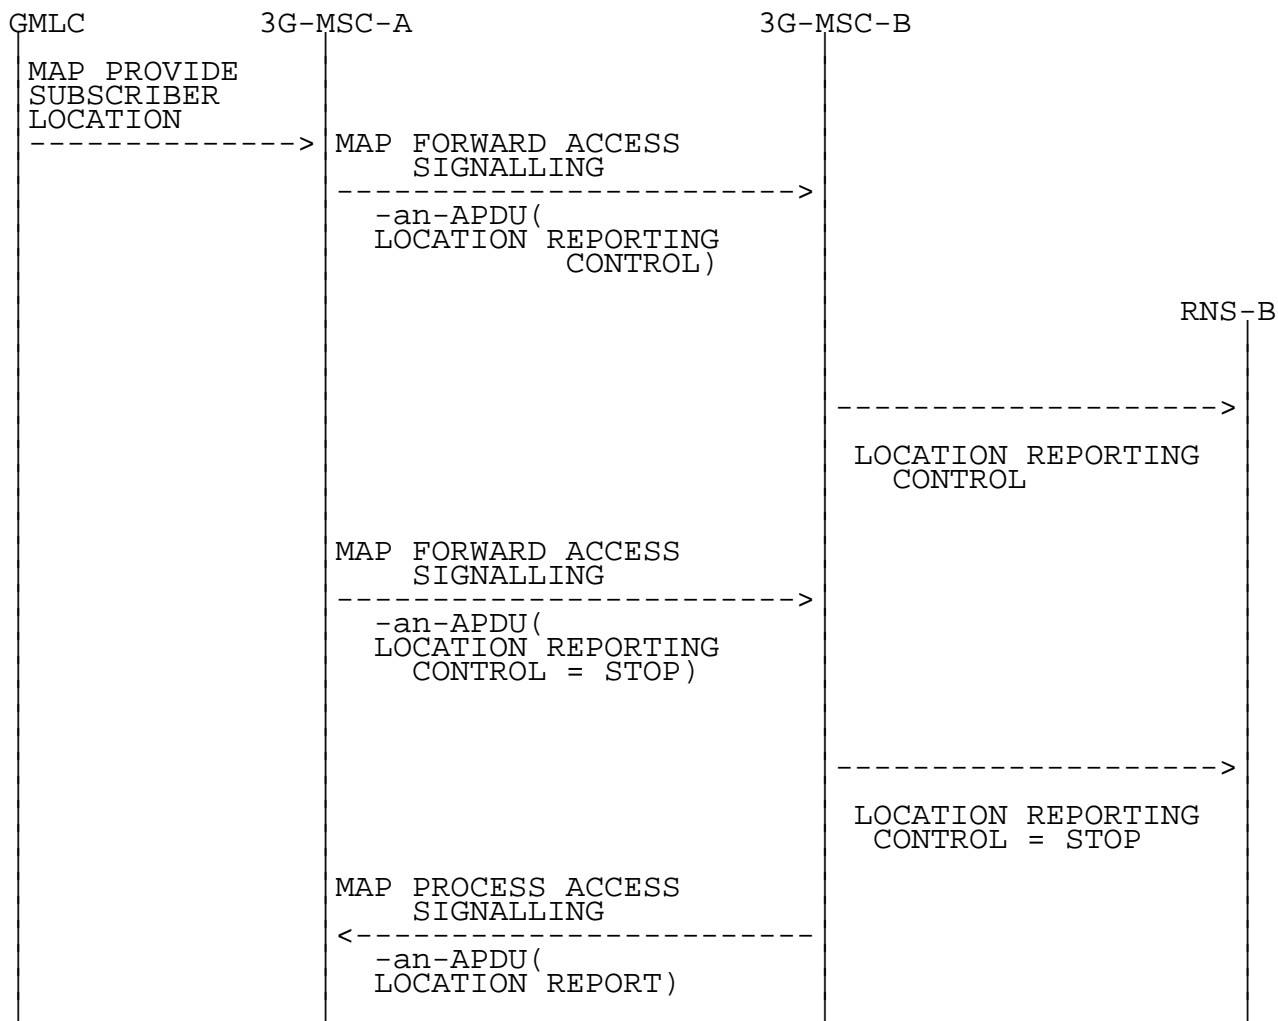 GMLC 3G-MSC-A 3G-MSC-B
MAP PROVIDE
SUBSCRIBER
LOCATION
--------------> MAP FORWARD ACCESS
SIGNALLING
------------------------>
-an-APDU(
LOCATION REPORTING
CONTROL)
RNS-B
-------------------->
LOCATION REPORTING
CONTROL
MAP FORWARD ACCESS
SIGNALLING
------------------------>
-an-APDU(
LOCATION REPORTING
CONTROL = STOP)
-------------------->
LOCATION REPORTING
CONTROL = STOP
MAP PROCESS ACCESS
SIGNALLING
<------------------------
-an-APDU(
LOCATION REPORT)